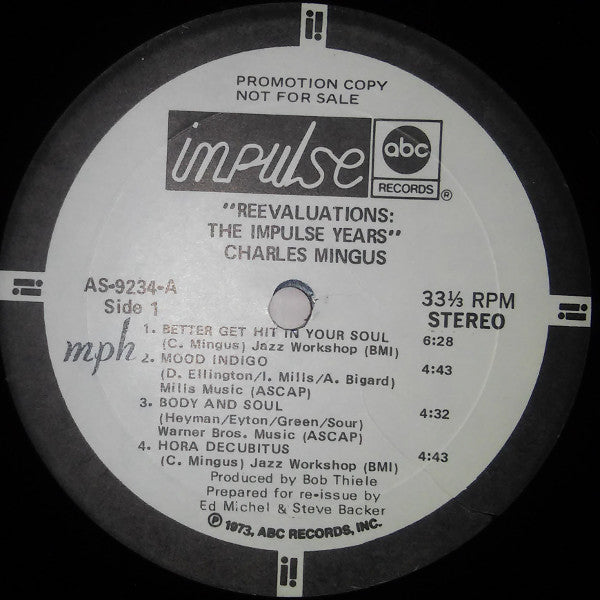 PROMOTION COPY
NOT FOR SALE
impulse
abc
RECORDS ®
"REEVALUATIONS:
THE IMPULSE YEARS"
CHARLES MINGUS
AS-9234-A
Side 1
33⅓ RPM
STEREO
mph
1. BETTER GET HIT IN YOUR SOUL 6:28
(C. Mingus) Jazz Workshop (BMI)
2. MOOD INDIGO 4:43
(D. Ellington/I. Mills/A. Bigard)
Mills Music (ASCAP)
3. BODY AND SOUL 4:32
(Heyman/Eyton/Green/Sour)
Warner Bros. Music (ASCAP)
4. HORA DECUBITUS 4:43
(C. Mingus) Jazz Workshop (BMI)
Produced by Bob Thiele
Prepared for re-issue by
Ed Michel & Steve Backer
℗ 1973, ABC RECORDS, INC.